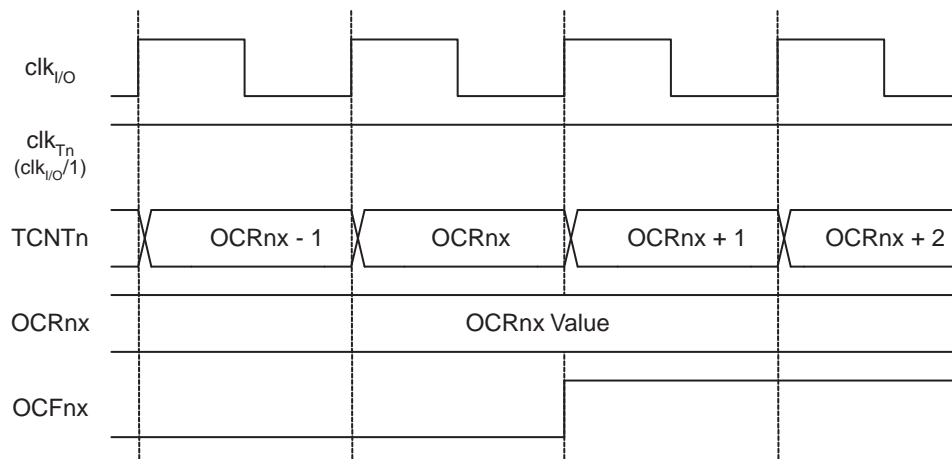 clkI/O
clkTn
(clkI/O/1)
TCNTn
OCRnx - 1
OCRnx
OCRnx + 1
OCRnx + 2
OCRnx
OCRnx Value
OCFnx